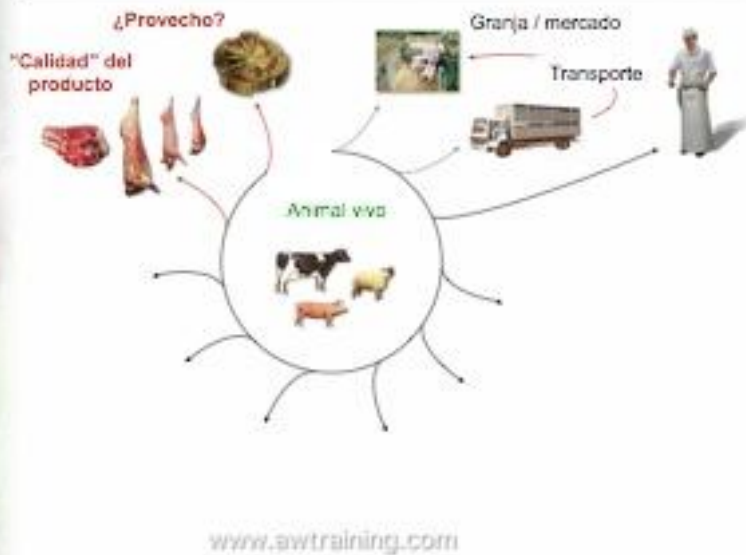 ¿Provecho?
Granja / mercado
"Calidad" del
producto
Transporte
Animal vivo
www.awtraining.com